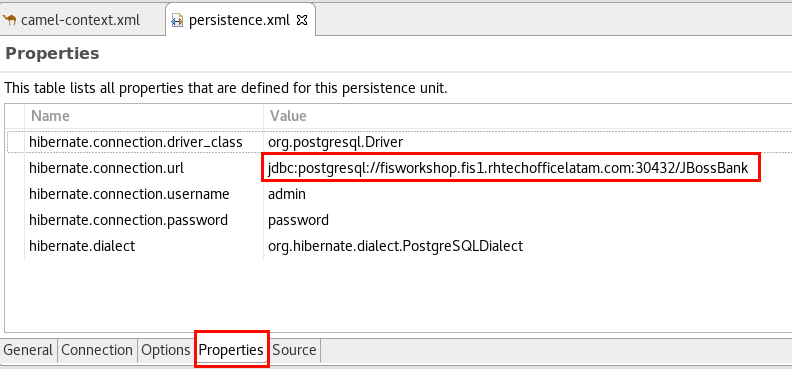 camel-context.xml persistence.xml
Properties
This table lists all properties that are defined for this persistence unit.
Name Value
hibernate.connection.driver_class org.postgresql.Driver
hibernate.connection.url jdbc:postgresql://fisworkshop.fis1.rhtechofficelatam.com:30432/JBossBank
hibernate.connection.username admin
hibernate.connection.password password
hibernate.dialect org.hibernate.dialect.PostgreSQLDialect
General Connection Options Properties Source